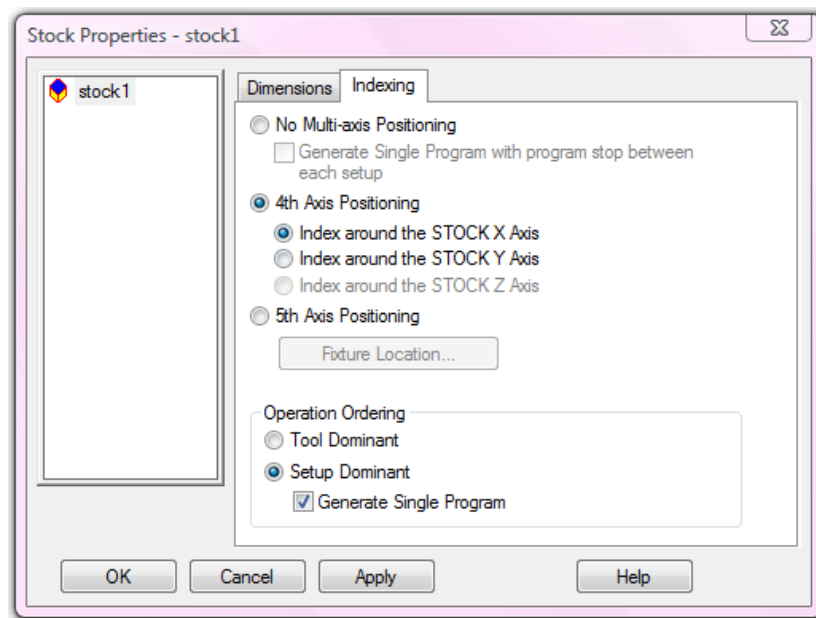 Stock Properties - stock1
stock1
Dimensions
Indexing
No Multi-axis Positioning
Generate Single Program with program stop between
each setup
4th Axis Positioning
Index around the STOCK X Axis
Index around the STOCK Y Axis
Index around the STOCK Z Axis
5th Axis Positioning
Fixture Location...
Operation Ordering
Tool Dominant
Setup Dominant
Generate Single Program
OK
Cancel
Apply
Help